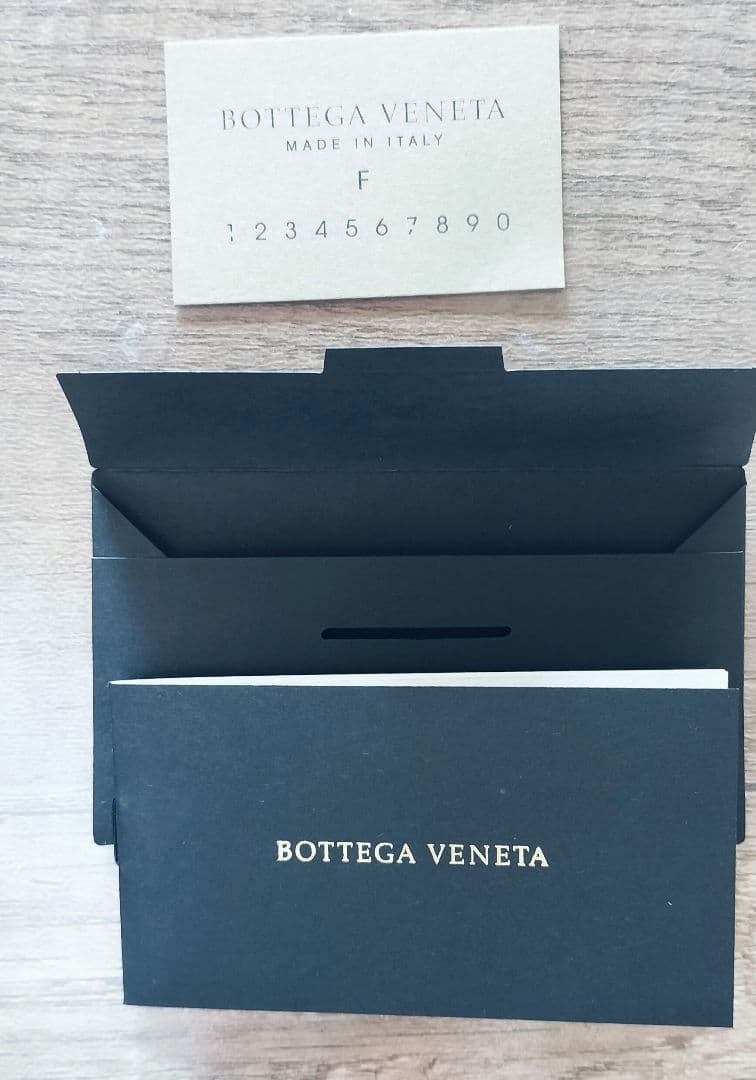 BOTTEGA VENETA
MADE IN ITALY
F
1 2 3 4 5 6 7 8 9 0
BOTTEGA VENETA